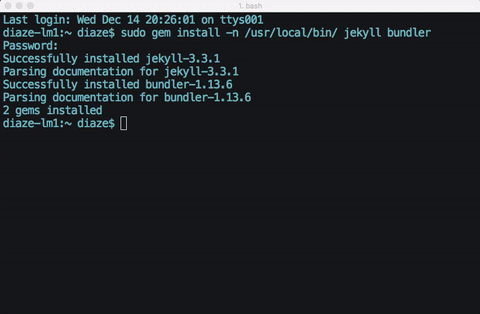 1. bash
Last login: Wed Dec 14 20:26:01 on ttys001
diaze-lm1:~ diaze$ sudo gem install -n /usr/local/bin/ jekyll bundler
Password:
Successfully installed jekyll-3.3.1
Parsing documentation for jekyll-3.3.1
Successfully installed bundler-1.13.6
Parsing documentation for bundler-1.13.6
2 gems installed
diaze-lm1:~ diaze$